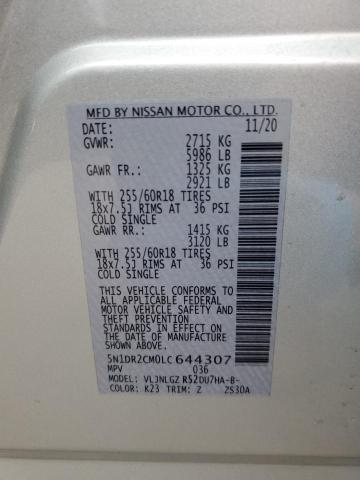 MFD BY NISSAN MOTOR CO., LTD.
DATE: 11/20
GVWR: 2715 KG
5986 LB
GAWR FR.: 1325 KG
2921 LB
WITH 255/60R18 TIRES
18x7.5J RIMS AT 36 PSI
COLD SINGLE
GAWR RR.: 1415 KG
3120 LB
WITH 255/60R18 TIRES
18x7.5J RIMS AT 36 PSI
COLD SINGLE
THIS VEHICLE CONFORMS TO
ALL APPLICABLE FEDERAL
MOTOR VEHICLE SAFETY AND
AND THEFT PREVENTION
STANDARDS IN EFFECT ON
THE DATE OF MANUFACTURE
SHOWN ABOVE.
5N1DR2CM0LC644307
MPV 036
MODEL: VLJNLGZ R52DU7HA-B-
COLOR: K23 TRIM: Z ZS30A